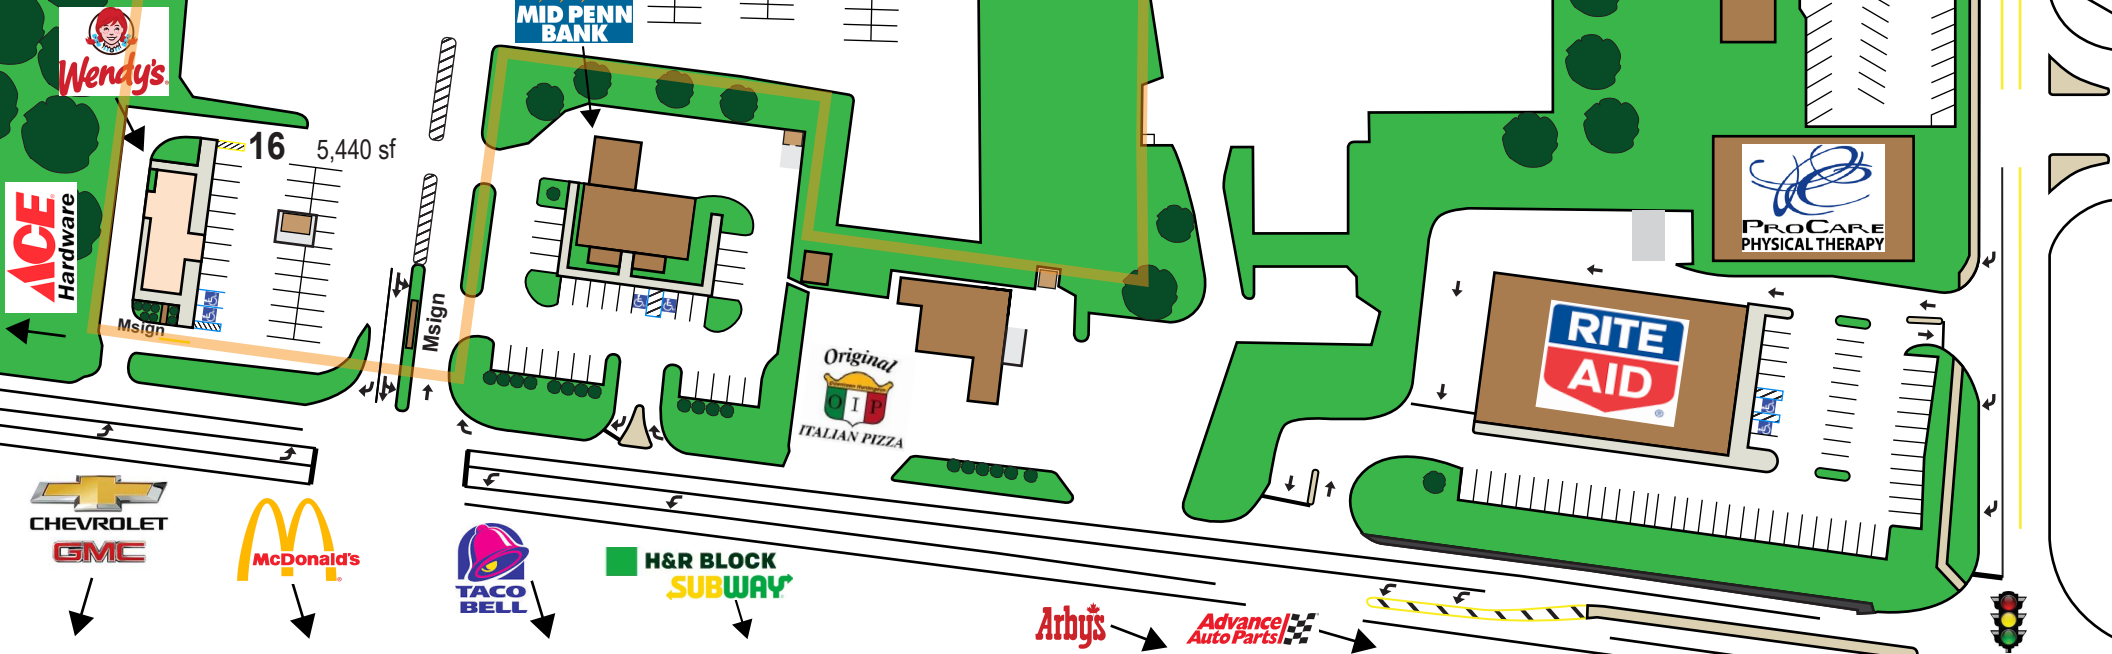 MID PENN
BANK
Wendy's
16
5,440 sf
ACE
Hardware
Msign
Msign
PROCARE
PHYSICAL THERAPY
RITE
AID
Original
OIP
ITALIAN PIZZA
CHEVROLET
GMC
McDonald's
TACO
BELL
H&R BLOCK
SUBWAY
Arby's
Advance
Auto Parts